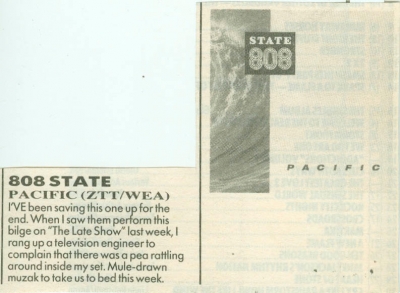 808 STATE
PACIFIC (ZTT/WEA)
I'VE been saving this one up for the
end. When I saw them perform this
bilge on "The Late Show" last week, I
rang up a television engineer to
complain that there was a pea rattling
around inside my set. Mule-drawn
muzak to take us to bed this week.
STATE
808
PACIFIC